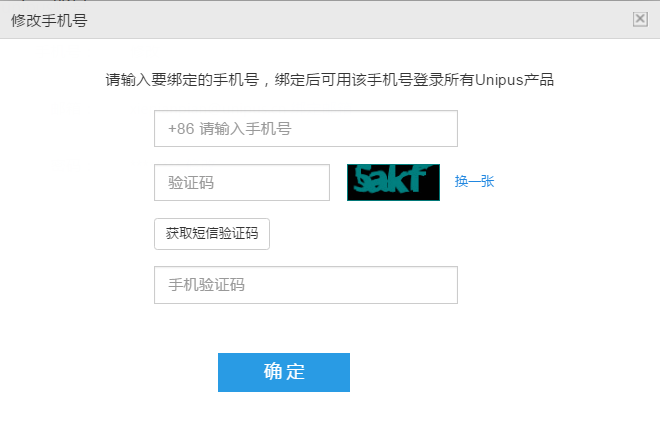 修改手机号
请输入要绑定的手机号，绑定后可用该手机号登录所有Unipus产品
+86 请输入手机号
验证码 5akf 换一张
获取短信验证码
手机验证码
确定